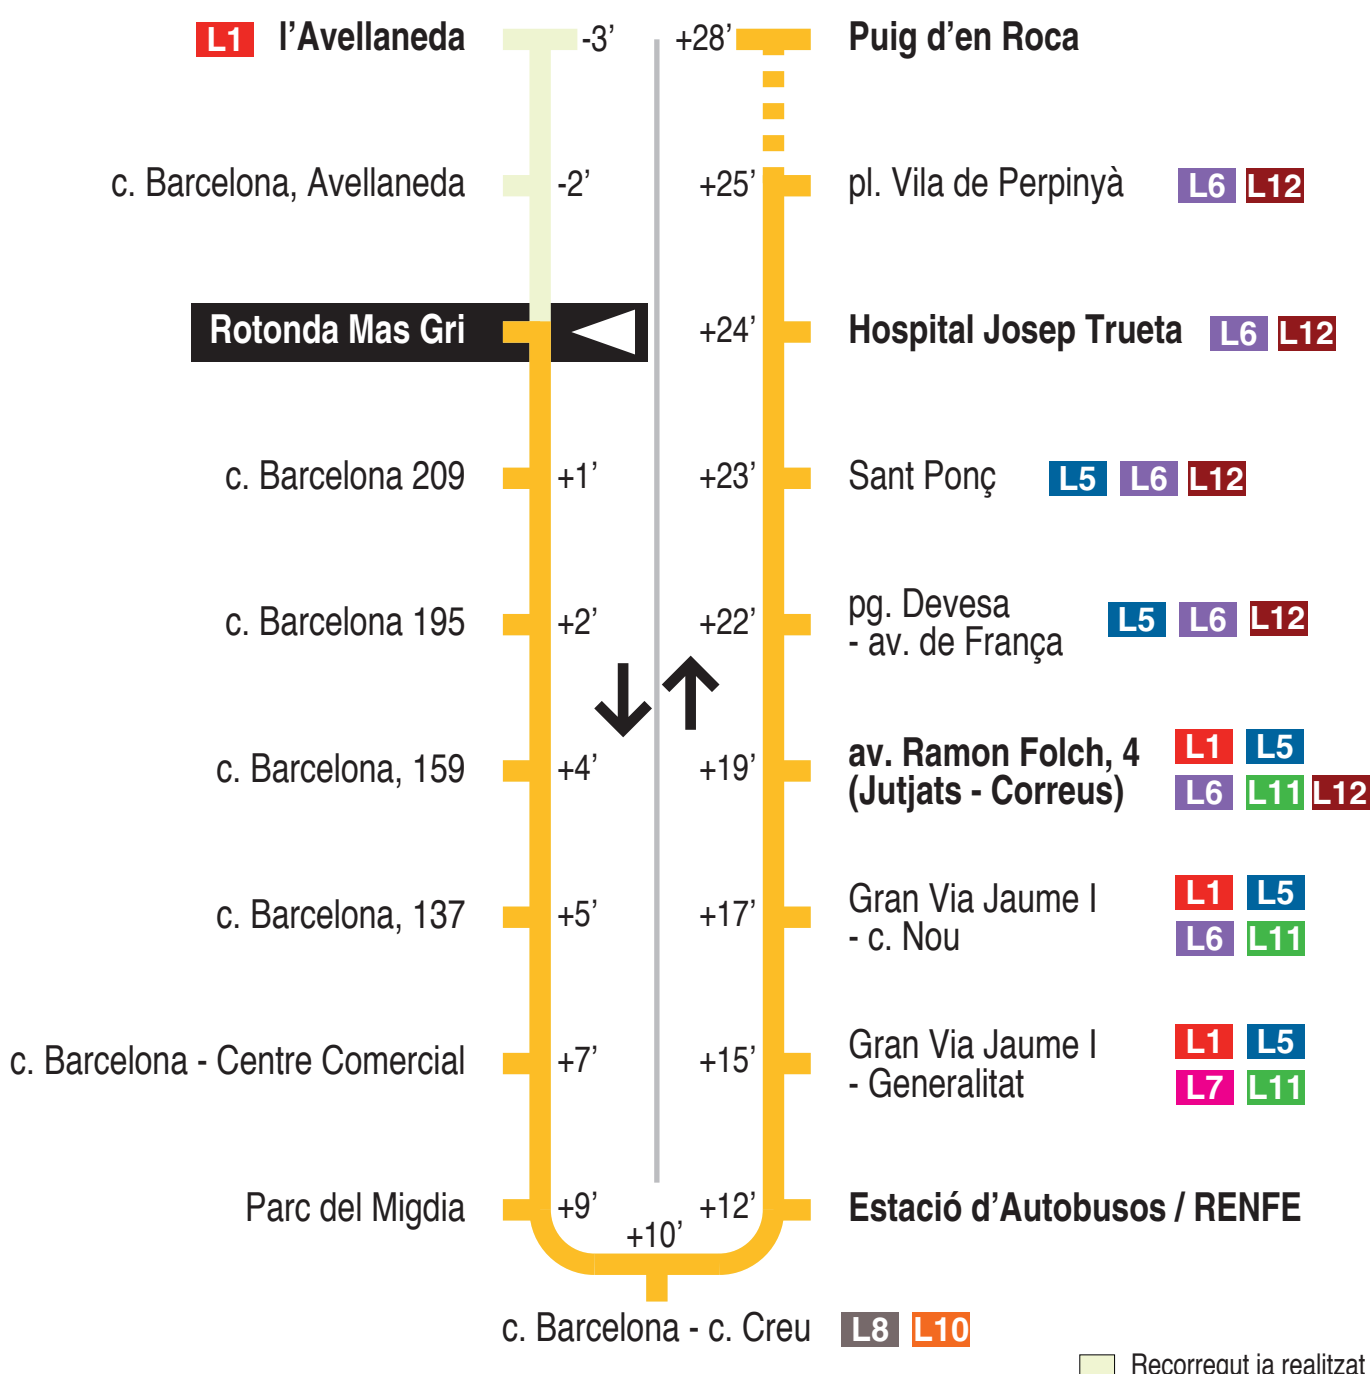 L1 l’Avellaneda -3’
c. Barcelona, Avellaneda -2’
Rotonda Mas Gri
c. Barcelona 209 +1’
c. Barcelona 195 +2’
c. Barcelona, 159 +4’
c. Barcelona, 137 +5’
c. Barcelona - Centre Comercial +7’
Parc del Migdia +9’
+10’
c. Barcelona - c. Creu L8 L10
+28’ Puig d’en Roca
+25’ pl. Vila de Perpinyà L6 L12
+24’ Hospital Josep Trueta L6 L12
+23’ Sant Ponç L5 L6 L12
+22’ pg. Devesa
- av. de França L5 L6 L12
+19’ av. Ramon Folch, 4 L1 L5
(Jutjats - Correus) L6 L11 L12
+17’ Gran Via Jaume I L1 L5
- c. Nou L6 L11
+15’ Gran Via Jaume I L1 L5
- Generalitat L7 L11
+12’ Estació d’Autobusos / RENFE
Recorregut ja realitzat